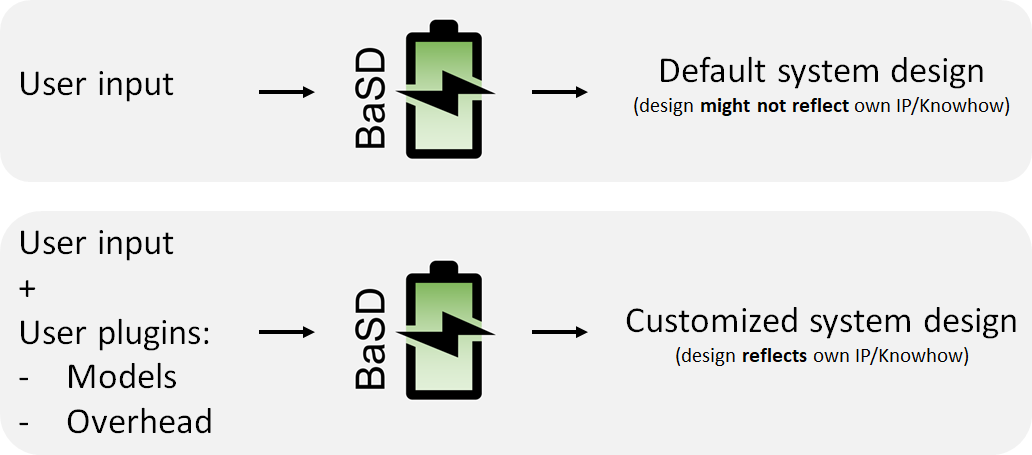 User input
BaSD
Default system design
(design might not reflect own IP/Knowhow)
User input
+
User plugins:
- Models
- Overhead
BaSD
Customized system design
(design reflects own IP/Knowhow)